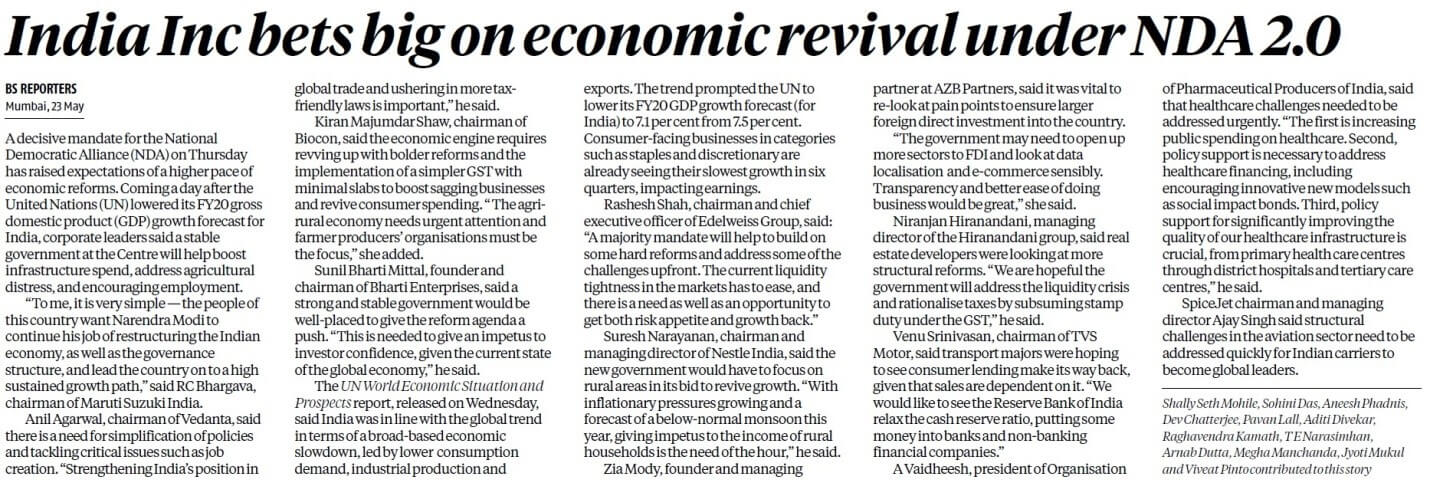 India Inc bets big on economic revival under NDA 2.0
BS REPORTERS
Mumbai, 23 May
A decisive mandate for the National
Democratic Alliance (NDA) on Thursday
has raised expectations of a higher pace of
economic reforms. Coming a day after the
United Nations (UN) lowered its FY20 gross
domestic product (GDP) growth forecast for
India, corporate leaders said a stable
government at the Centre will help boost
infrastructure spend, address agricultural
distress, and encouraging employment.
“To me, it is very simple — the people of
this country want Narendra Modi to
continue his job of restructuring the Indian
economy, as well as the governance
structure, and lead the country on to a high
sustained growth path,” said RC Bhargava,
chairman of Maruti Suzuki India.
Anil Agarwal, chairman of Vedanta, said
there is a need for simplification of policies
and tackling critical issues such as job
creation. “Strengthening India’s position in
global trade and ushering in more tax-
friendly laws is important,” he said.
Kiran Majumdar Shaw, chairman of
Biocon, said the economic engine requires
revving up with bolder reforms and the
implementation of a simpler GST with
minimal slabs to boost sagging businesses
and revive consumer spending. “ The agri-
rural economy needs urgent attention and
farmer producers’ organisations must be
the focus,” she added.
Sunil Bharti Mittal, founder and
chairman of Bharti Enterprises, said a
strong and stable government would be
well-placed to give the reform agenda a
push. “This is needed to give an impetus to
investor confidence, given the current state
of the global economy,” he said.
The UN World Economic Situation and
Prospects report, released on Wednesday,
said India was in line with the global trend
in terms of a broad-based economic
slowdown, led by lower consumption
demand, industrial production and
exports. The trend prompted the UN to
lower its FY20 GDP growth forecast (for
India) to 7.1 per cent from 7.5 per cent.
Consumer-facing businesses in categories
such as staples and discretionary are
already seeing their slowest growth in six
quarters, impacting earnings.
Rashesh Shah, chairman and chief
executive officer of Edelweiss Group, said:
“A majority mandate will help to build on
some hard reforms and address some of the
challenges upfront. The current liquidity
tightness in the markets has to ease, and
there is a need as well as an opportunity to
get both risk appetite and growth back.”
Suresh Narayanan, chairman and
managing director of Nestle India, said the
new government would have to focus on
rural areas in its bid to revive growth. “With
inflationary pressures growing and a
forecast of a below-normal monsoon this
year, giving impetus to the income of rural
households is the need of the hour,” he said.
Zia Mody, founder and managing
partner at AZB Partners, said it was vital to
re-look at pain points to ensure larger
foreign direct investment into the country.
“The government may need to open up
more sectors to FDI and look at data
localisation and e-commerce sensibly.
Transparency and better ease of doing
business would be great,” she said.
Niranjan Hiranandani, managing
director of the Hiranandani group, said real
estate developers were looking at more
structural reforms. “We are hopeful the
government will address the liquidity crisis
and rationalise taxes by subsuming stamp
duty under the GST,” he said.
Venu Srinivasan, chairman of TVS
Motor, said transport majors were hoping
to see consumer lending make its way back,
given that sales are dependent on it. “We
would like to see the Reserve Bank of India
relax the cash reserve ratio, putting some
money into banks and non-banking
financial companies.”
A Vaidheesh, president of Organisation
of Pharmaceutical Producers of India, said
that healthcare challenges needed to be
addressed urgently. “The first is increasing
public spending on healthcare. Second,
policy support is necessary to address
healthcare financing, including
encouraging innovative new models such
as social impact bonds. Third, policy
support for significantly improving the
quality of our healthcare infrastructure is
crucial, from primary health care centres
through district hospitals and tertiary care
centres,” he said.
SpiceJet chairman and managing
director Ajay Singh said structural
challenges in the aviation sector need to be
addressed quickly for Indian carriers to
become global leaders.
Shally Seth Mohile, Sohini Das, Aneesh Phadnis,
Dev Chatterjee, Pavan Lall, Aditi Divekar,
Raghavendra Kamath, T E Narasimhan,
Arnab Dutta, Megha Manchanda, Jyoti Mukul
and Viveat Pinto contributed to this story